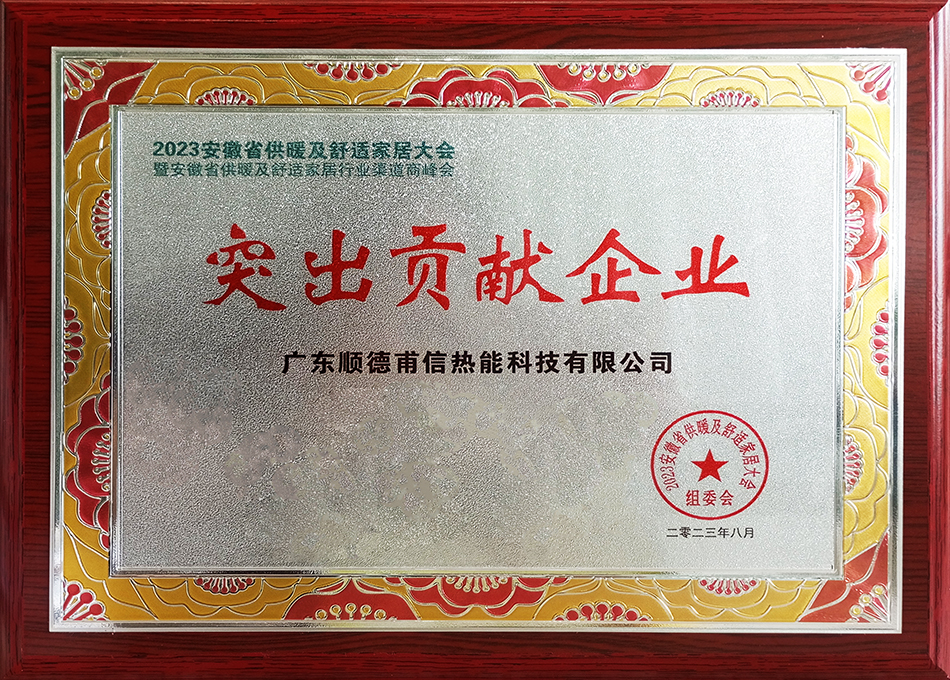 2023安徽省供暖及舒适家居大会
暨安徽省供暖及舒适家居行业渠道商峰会
突出贡献企业
广东顺德甫信热能科技有限公司
2023安徽省供暖及舒适家居大会
组委会
二零二三年八月